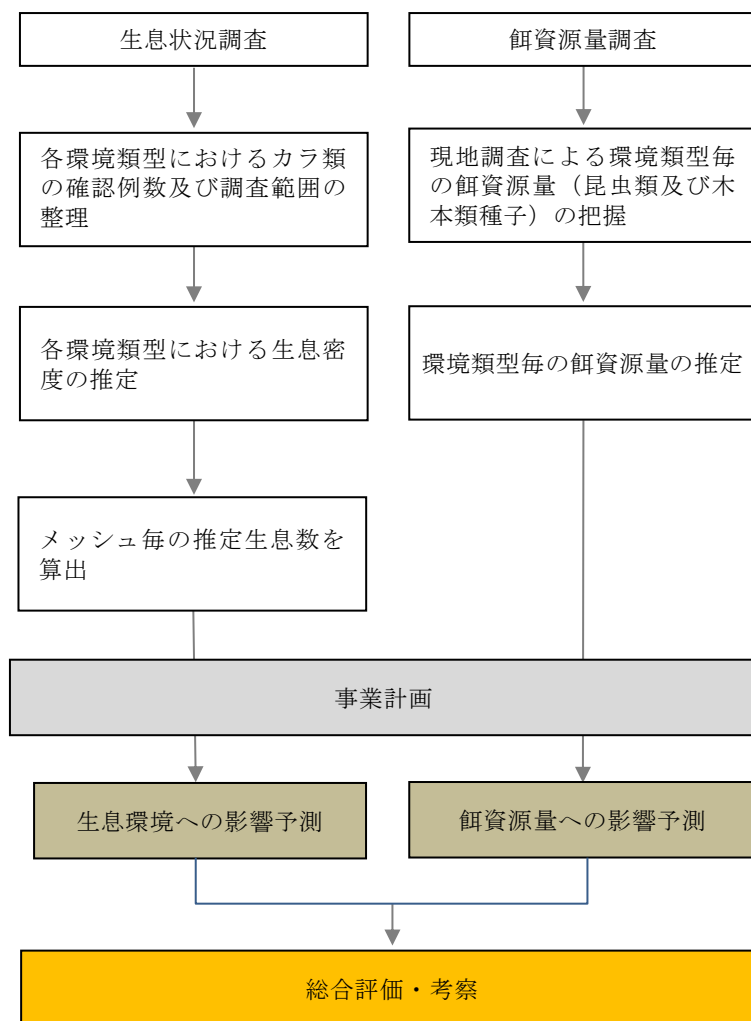 生息状況調査
餌資源量調査
各環境類型におけるカラ類
の確認例数及び調査範囲の
整理
現地調査による環境類型毎
の餌資源量（昆虫類及び木
本類種子）の把握
各環境類型における生息密
度の推定
環境類型毎の餌資源量の推定
メッシュ毎の推定生息数を
算出
事業計画
生息環境への影響予測
餌資源量への影響予測
総合評価・考察